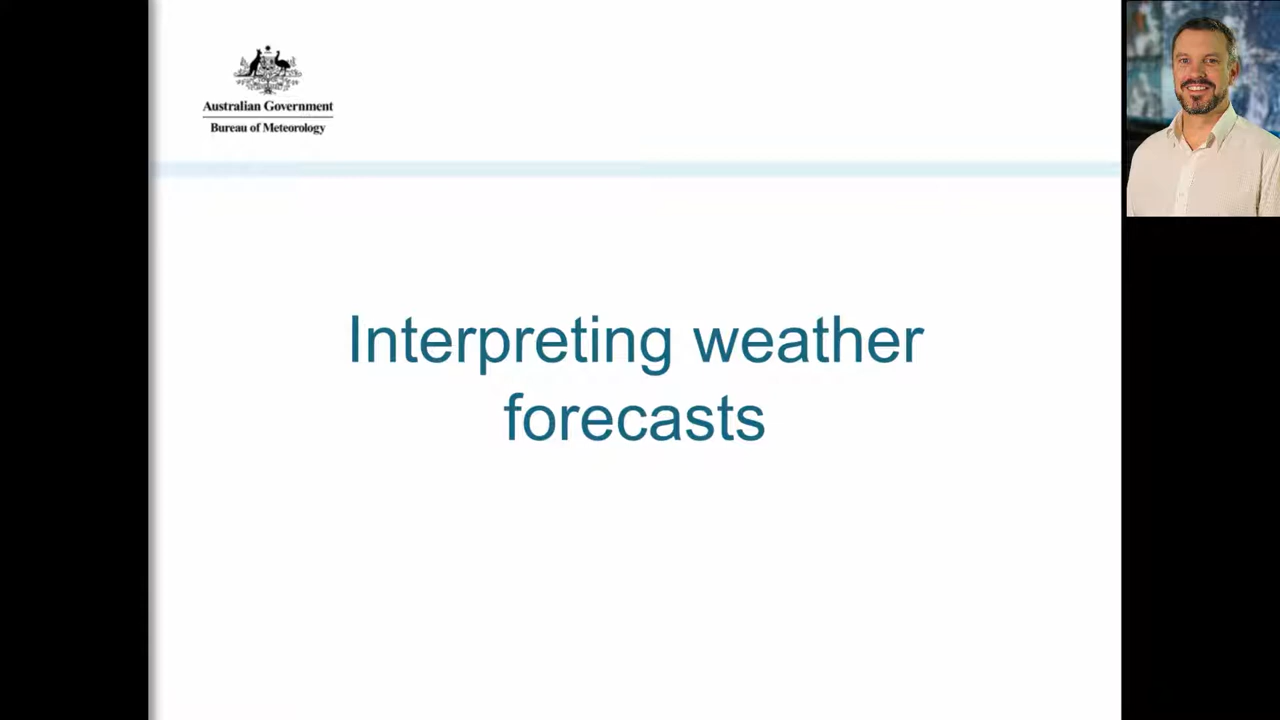 Australian Government
Bureau of Meteorology
Interpreting weather
forecasts